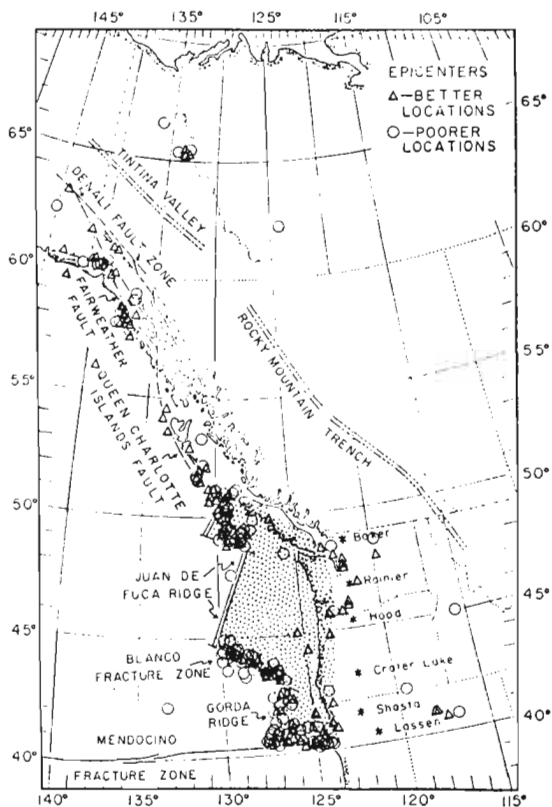 145° 135° 125° 115° 105°
EPICENTERS
△—BETTER
LOCATIONS
○—POORER
LOCATIONS
65° 65°
TINTINA VALLEY
DENALI FAULT ZONE
60° 60°
FAIRWEATHER
FAULT
ROCKY MOUNTAIN
TRENCH
55° 55°
QUEEN CHARLOTTE
ISLANDS FAULT
50° 50°
Baker
JUAN DE
FUCA RIDGE
Rainier
Hood
45° 45°
BLANCO
FRACTURE ZONE
Crater Lake
GORDA
RIDGE
Shasta
Lassen
MENDOCINO
40° 40°
FRACTURE ZONE
135° 130° 125° 120° 115°